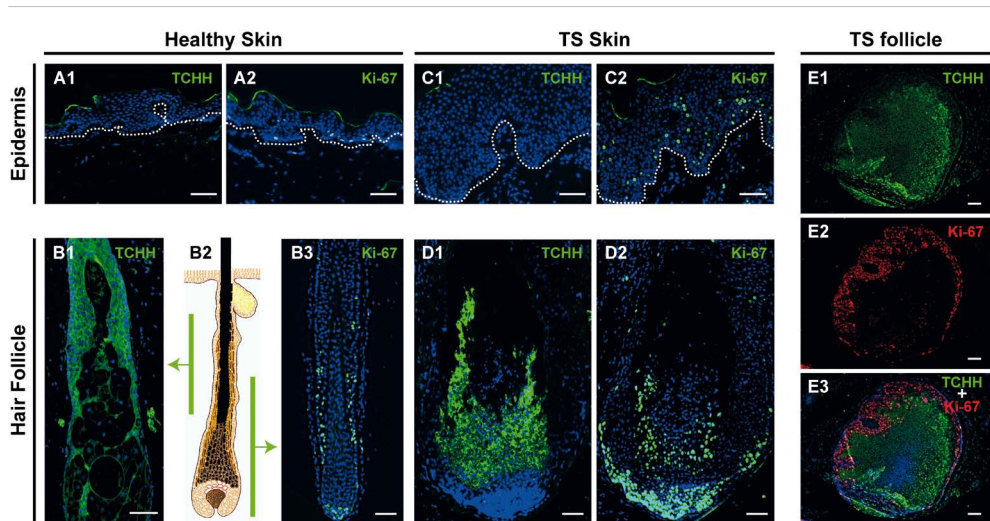 Healthy Skin
TS Skin
TS follicle
Epidermis
A1 TCHH
A2 Ki-67
C1 TCHH
C2 Ki-67
E1
TCHH
E2 Ki-67
Hair Follicle
B1 TCHH
B2
B3 Ki-67
D1 TCHH
D2 Ki-67
E3 TCHH
+
Ki-67